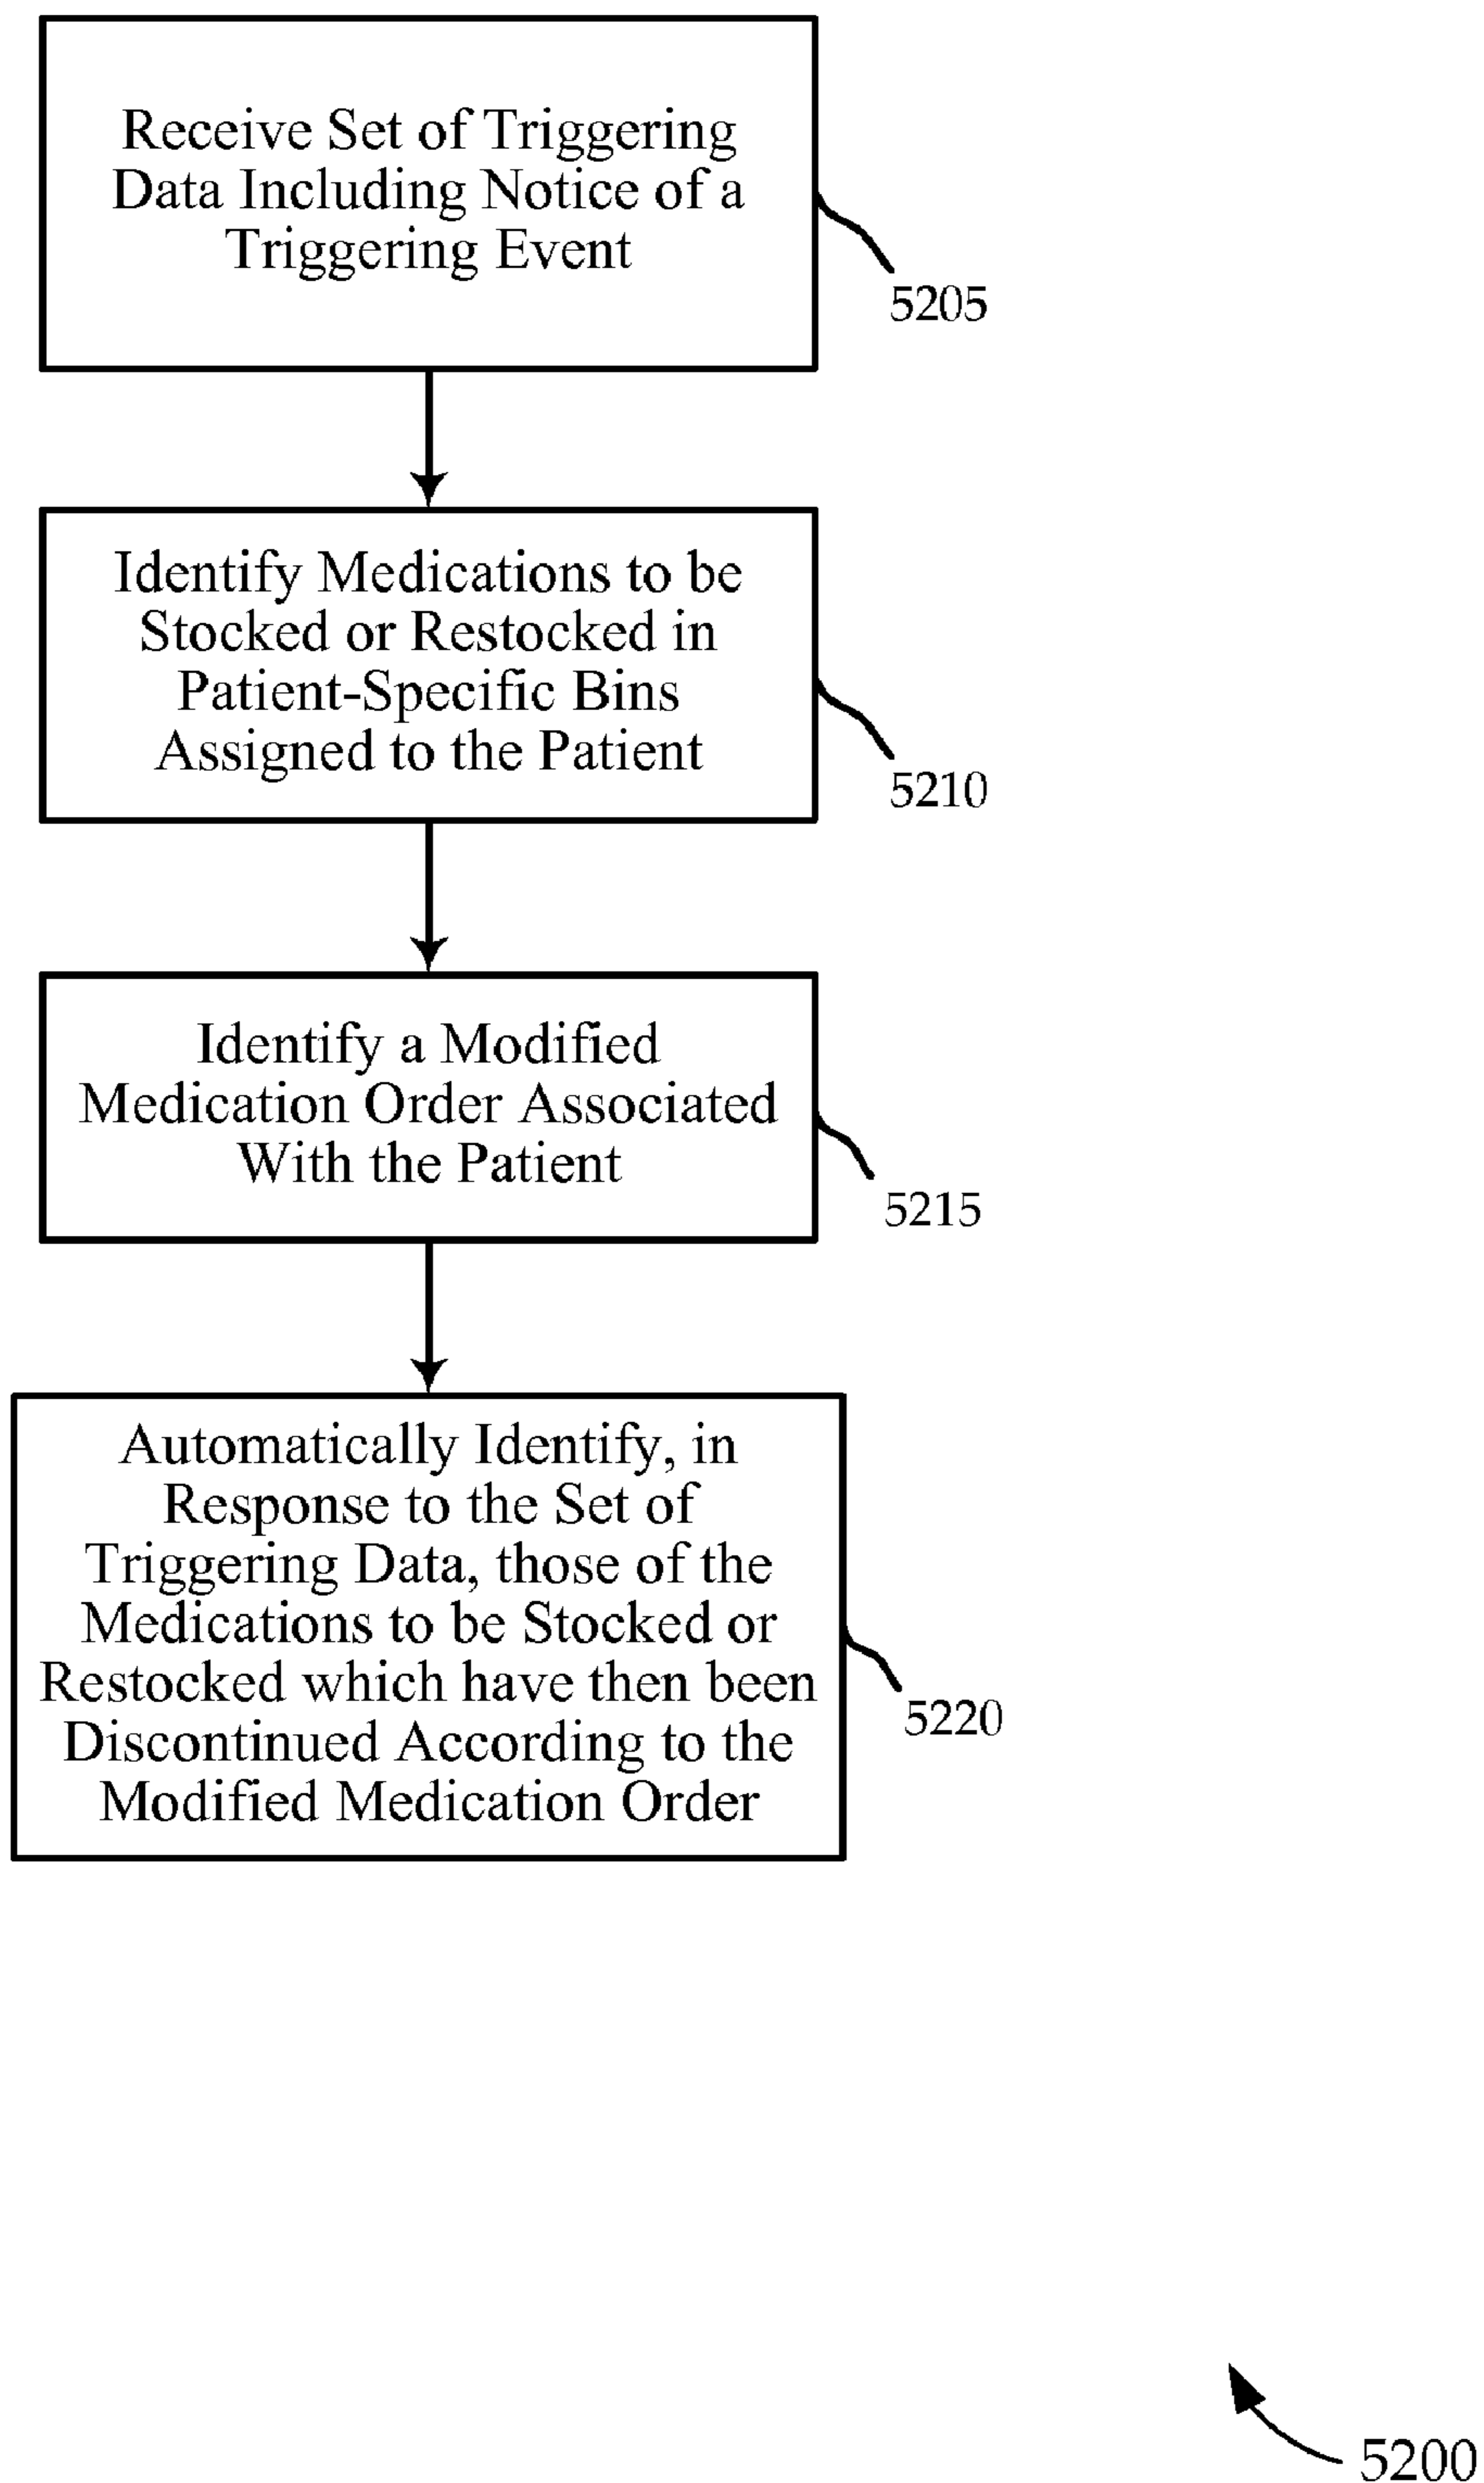 Receive Set of Triggering
Data Including Notice of a
Triggering Event
5205
Identify Medications to be
Stocked or Restocked in
Patient-Specific Bins
Assigned to the Patient
5210
Identify a Modified
Medication Order Associated
With the Patient
5215
Automatically Identify, in
Response to the Set of
Triggering Data, those of the
Medications to be Stocked or
Restocked which have then been
Discontinued According to the
Modified Medication Order
5220
5200